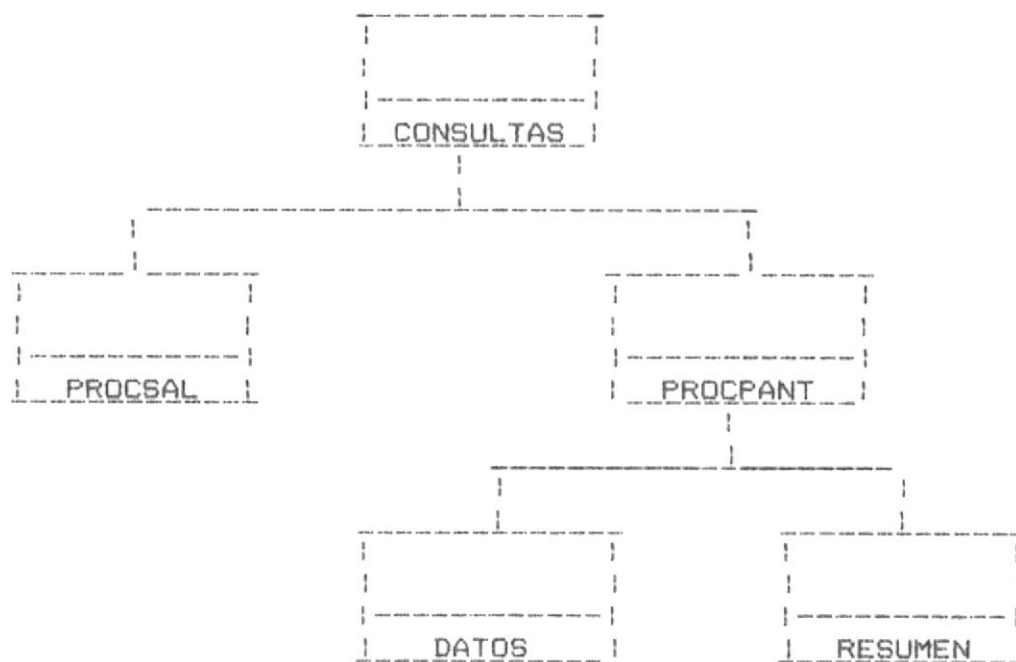 CONSULTAS
PROCSAL
PROCPANT
DATOS
RESUMEN